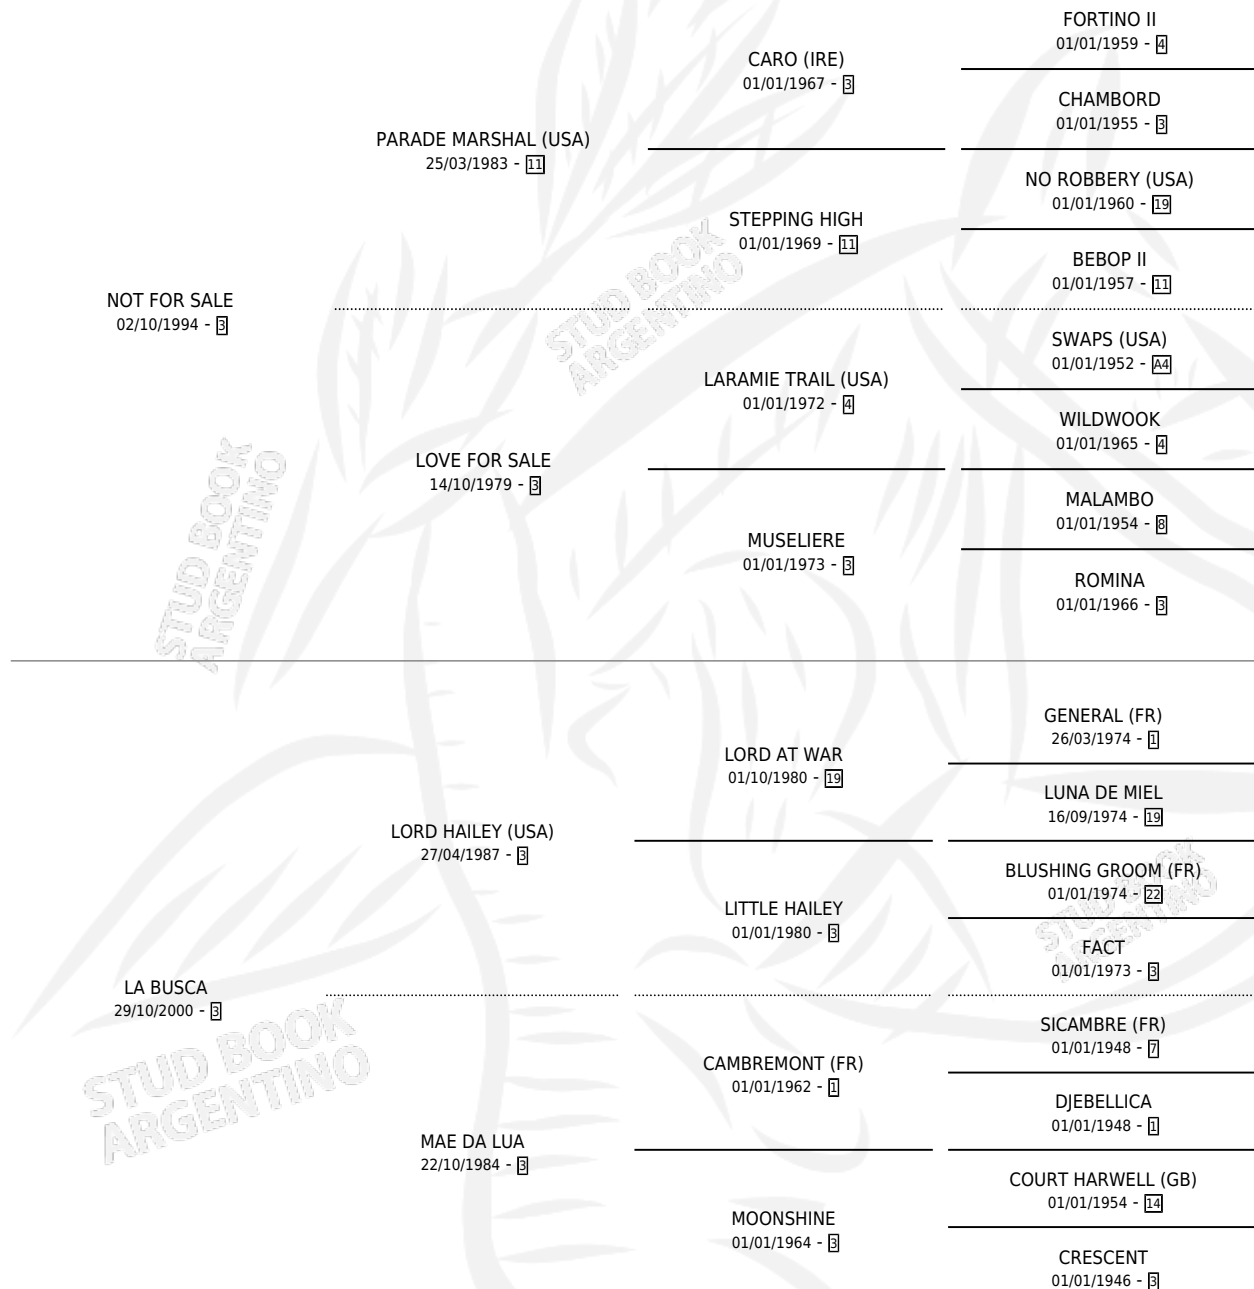 FORTINO II
01/01/1959 - 4
CARO (IRE)
01/01/1967 - 3
CHAMBORD
01/01/1955 - 3
PARADE MARSHAL (USA)
25/03/1983 - 11
NO ROBBERY (USA)
01/01/1960 - 19
STEPPING HIGH
01/01/1969 - 11
BEBOP II
01/01/1957 - 11
NOT FOR SALE
02/10/1994 - 3
STUD BOOK
ARGENTINO
SWAPS (USA)
01/01/1952 - A4
LARAMIE TRAIL (USA)
01/01/1972 - 4
WILDWOOK
01/01/1965 - 4
LOVE FOR SALE
14/10/1979 - 3
MALAMBO
01/01/1954 - 8
MUSELIERE
01/01/1973 - 3
ROMINA
01/01/1966 - 3
STUD BOOK
ARGENTINO
GENERAL (FR)
26/03/1974 - 1
LORD AT WAR
01/10/1980 - 19
LUNA DE MIEL
16/09/1974 - 19
LORD HAILEY (USA)
27/04/1987 - 3
BLUSHING GROOM (FR)
01/01/1974 - 22
LITTLE HAILEY
01/01/1980 - 3
STUD BOOK
ARGENTINO
FACT
01/01/1973 - 3
LA BUSCA
29/10/2000 - 3
SICAMBRE (FR)
01/01/1948 - 7
CAMBREMONT (FR)
01/01/1962 - 1
STUD BOOK
ARGENTINO
DJEBELLICA
01/01/1948 - 1
MAE DA LUA
22/10/1984 - 3
COURT HARWELL (GB)
01/01/1954 - 14
MOONSHINE
01/01/1964 - 3
CRESCENT
01/01/1946 - 3